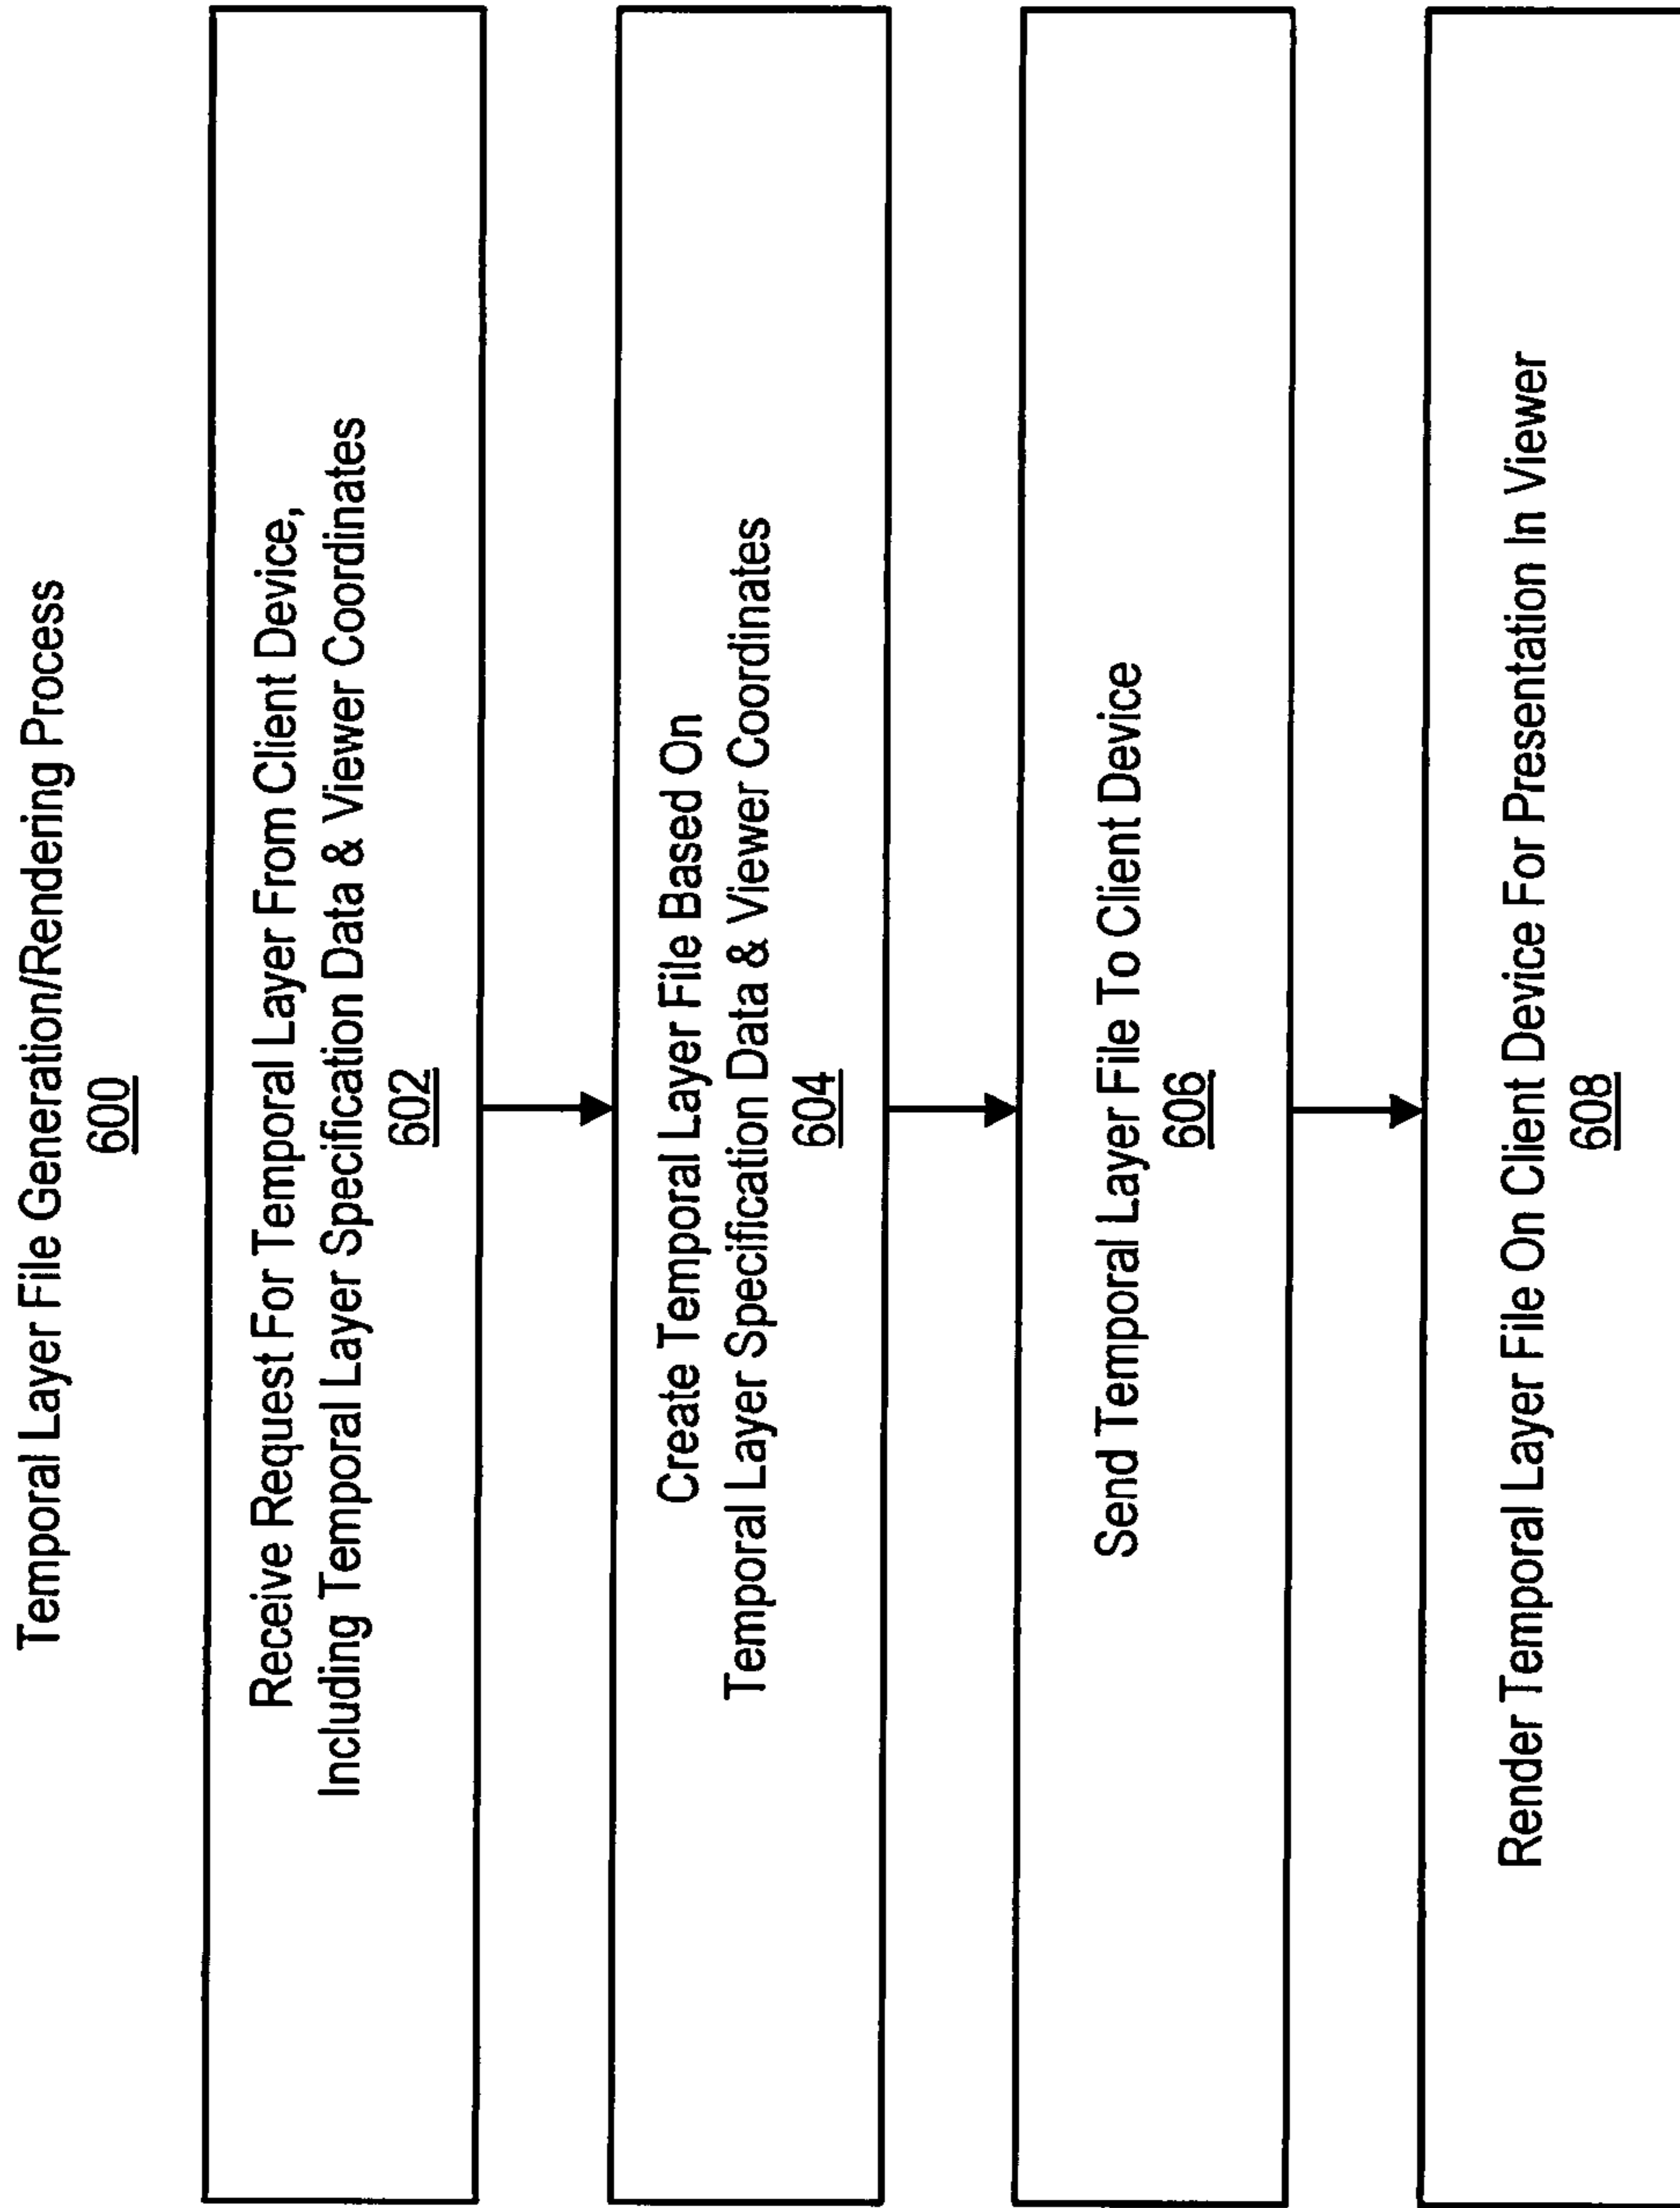 Temporal Layer File Generation/Rendering Process
600
Receive Request For Temporal Layer From Client Device,
Including Temporal Layer Specification Data & Viewer Coordinates
602
Create Temporal Layer File Based On
Temporal Layer Specification Data & Viewer Coordinates
604
Send Temporal Layer File To Client Device
606
Render Temporal Layer File On Client Device For Presentation In Viewer
608